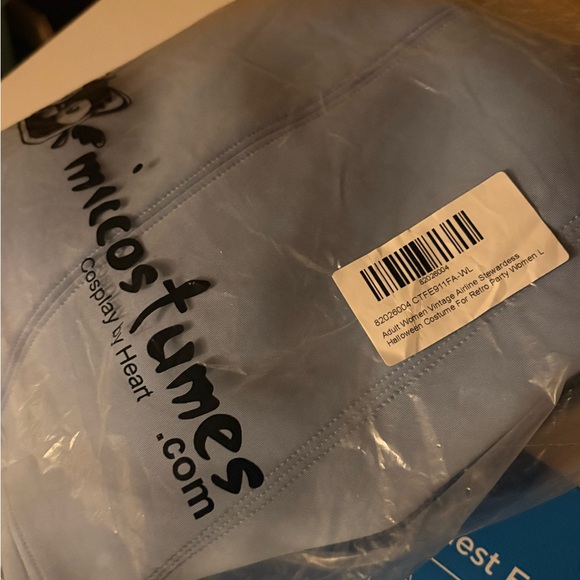 miccostumes
.com
Cosplay by Heart
82026004
82026004 CTFE911FA-WL
Adult Women Vintage Airline Stewardess
Halloween Costume For Retro Party Women L